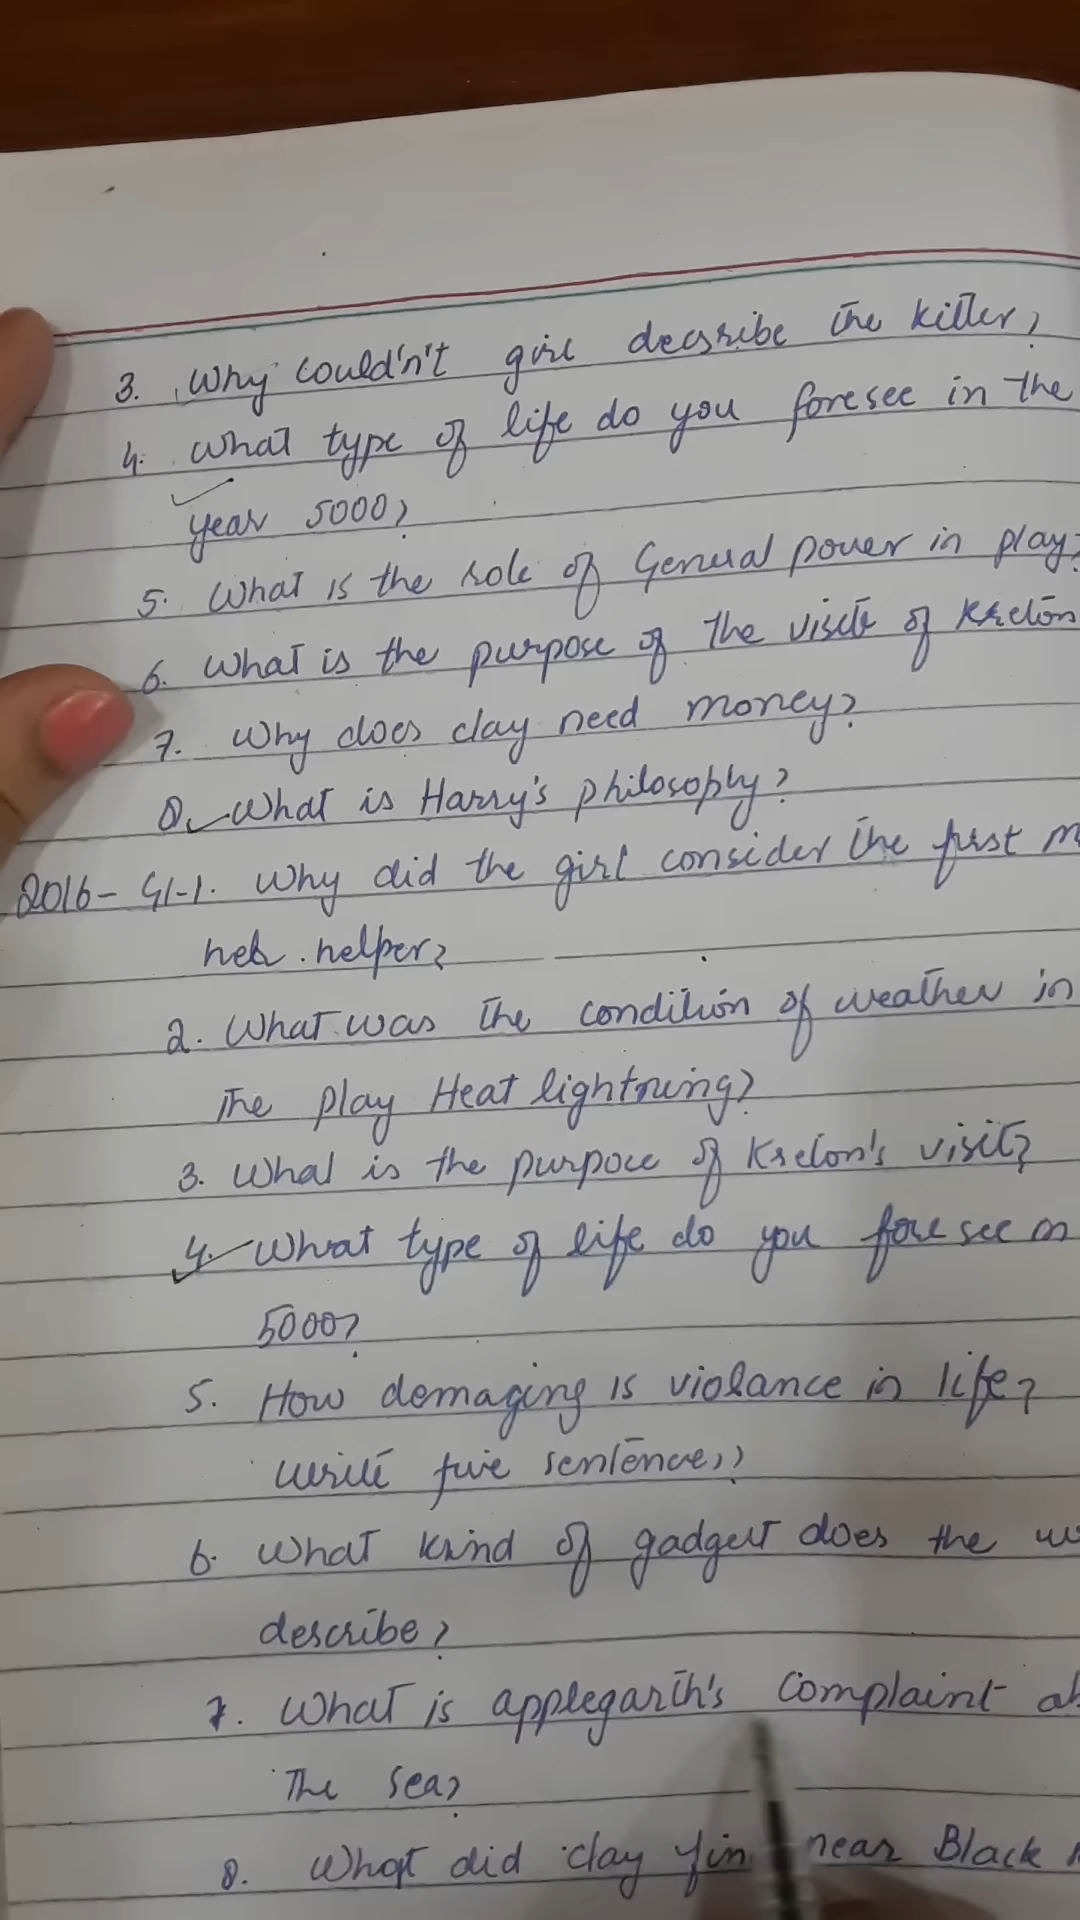 3. Why couldn't girl decsribe the killer?
4. What type of life do you foresee in the
year 5000?
5. What is the role of General power in play?
6. What is the purpose of the visit of Krelon
7. Why does clay need money?
8. What is Harry's philosophy?
2016- G1-1. Why did the girl consider the first
her helper?
2. What was the condition of weather in
The play Heat lightning?
3. What is the purpose of Krelon's visit?
4. What type of life do you foresee in
5000?
5. How demaging is violance in life?
write five sentences?
6. What kind of gadget does the
describe?
7. What is applegarth's complaint
The sea?
8. What did clay near Black